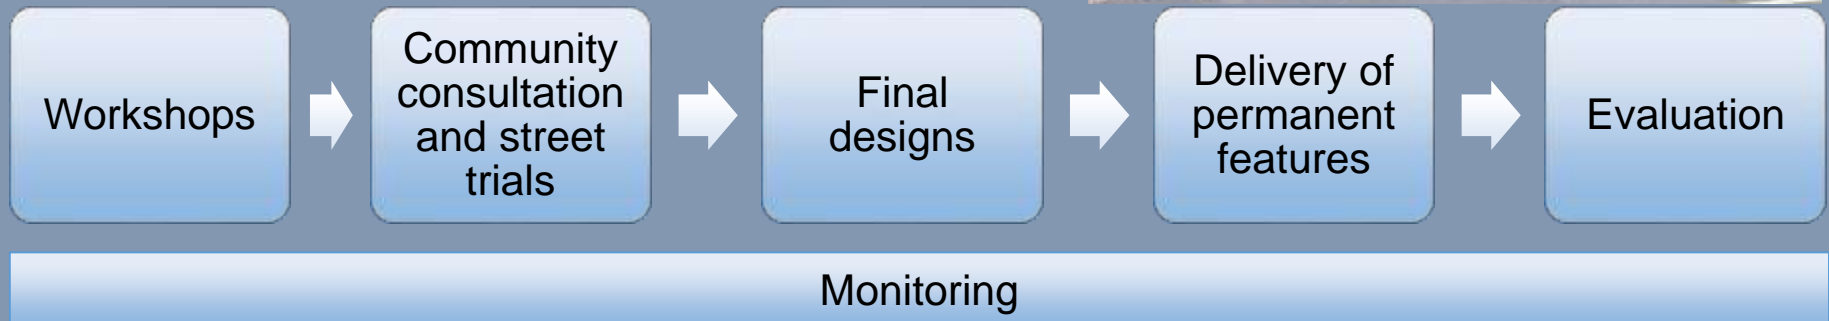 Workshops
Community
consultation
and street
trials
Final
designs
Delivery of
permanent
features
Evaluation
Monitoring